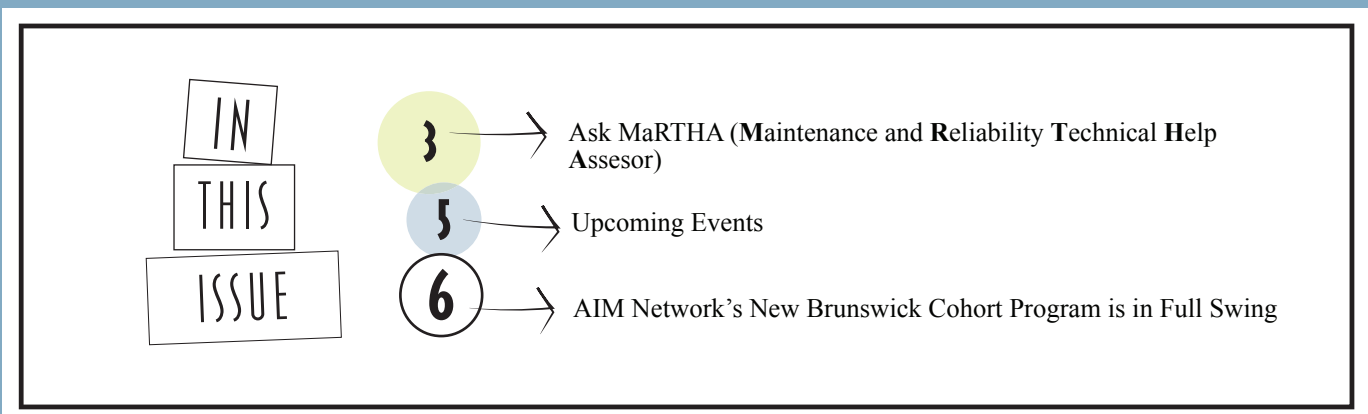 IN
THIS
ISSUE
3
Ask MaRTHA (Maintenance and Reliability Technical Help
Assesor)
5
Upcoming Events
6
AIM Network’s New Brunswick Cohort Program is in Full Swing